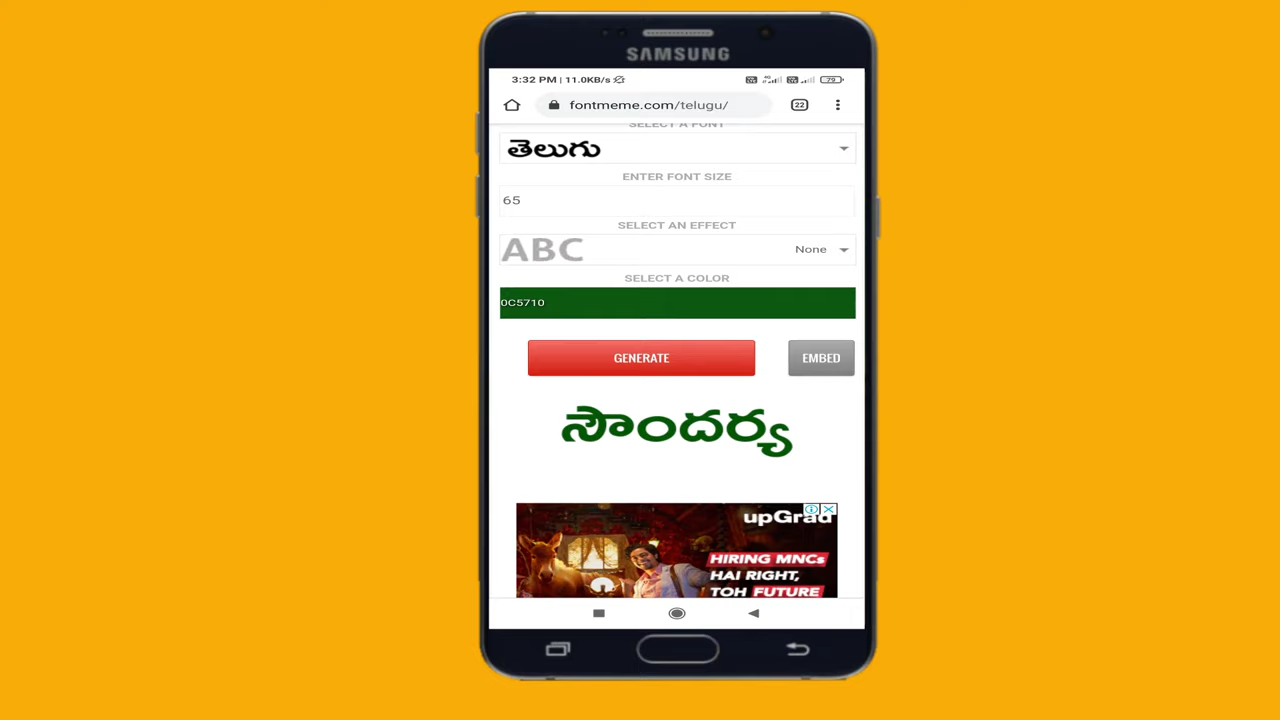 SAMSUNG
3:32 PM | 11.0KB/s
79
fontmeme.com/telugu/
22
SELECT A FONT
తెలుగు
ENTER FONT SIZE
65
SELECT AN EFFECT
ABC
None
SELECT A COLOR
0C5710
GENERATE
EMBED
సౌందర్య
upGrad
HIRING MNCs
HAI RIGHT,
TOH FUTURE